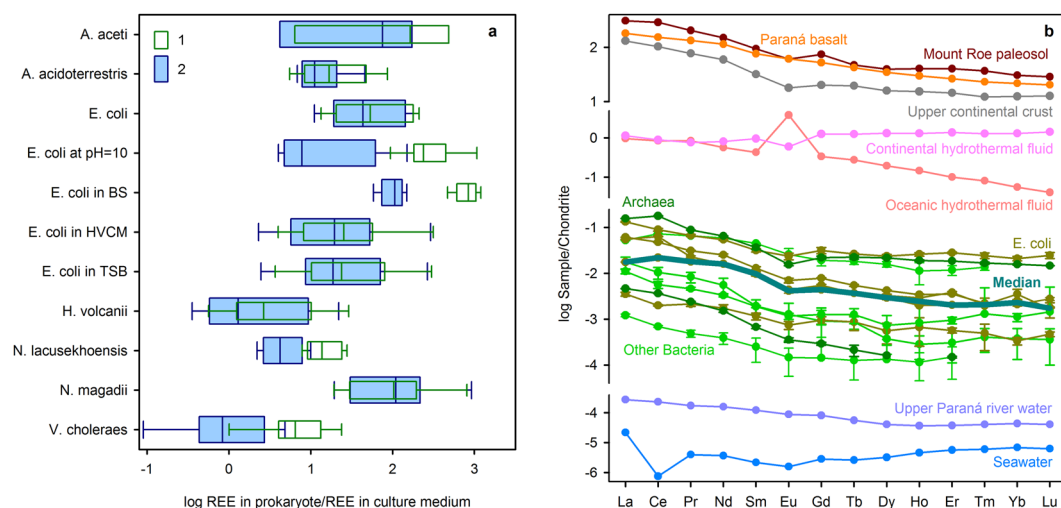 a
1
2
A. aceti
A. acidoterrestris
E. coli
E. coli at pH=10
E. coli in BS
E. coli in HVCM
E. coli in TSB
H. volcanii
N. lacusekhoensis
N. magadii
V. choleraes
-1 0 1 2 3
log REE in prokaryote/REE in culture medium
b
log Sample/Chondrite
2
1
0
-1
-1
-2
-3
-4
-4
-5
-6
Paraná basalt
Mount Roe paleosol
Upper continental crust
Continental hydrothermal fluid
Oceanic hydrothermal fluid
Archaea
E. coli
Median
Other Bacteria
Upper Paraná river water
Seawater
La Ce Pr Nd Sm Eu Gd Tb Dy Ho Er Tm Yb Lu